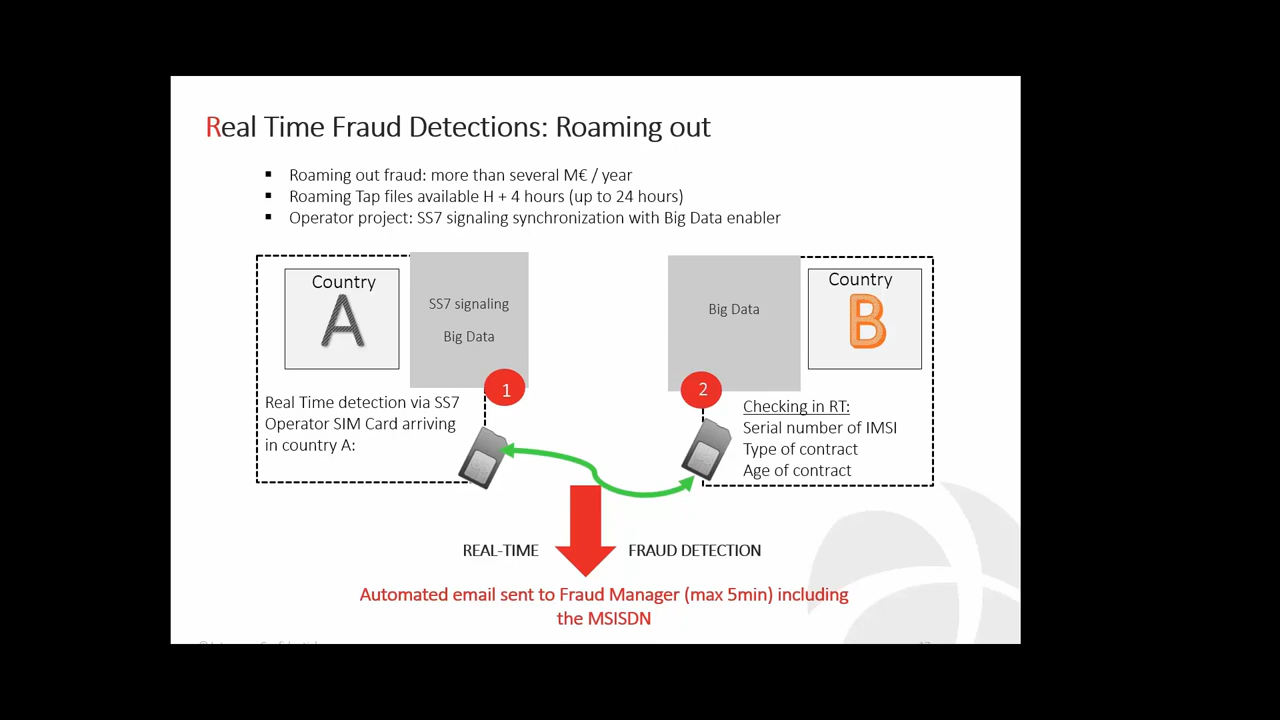 Real Time Fraud Detections: Roaming out
▪ Roaming out fraud: more than several M€ / year
▪ Roaming Tap files available H + 4 hours (up to 24 hours)
▪ Operator project: SS7 signaling synchronization with Big Data enabler
Country
A
SS7 signaling
Big Data
1
Real Time detection via SS7
Operator SIM Card arriving
in country A:
Big Data
Country
B
2
Checking in RT:
Serial number of IMSI
Type of contract
Age of contract
REAL-TIME
FRAUD DETECTION
Automated email sent to Fraud Manager (max 5min) including
the MSISDN